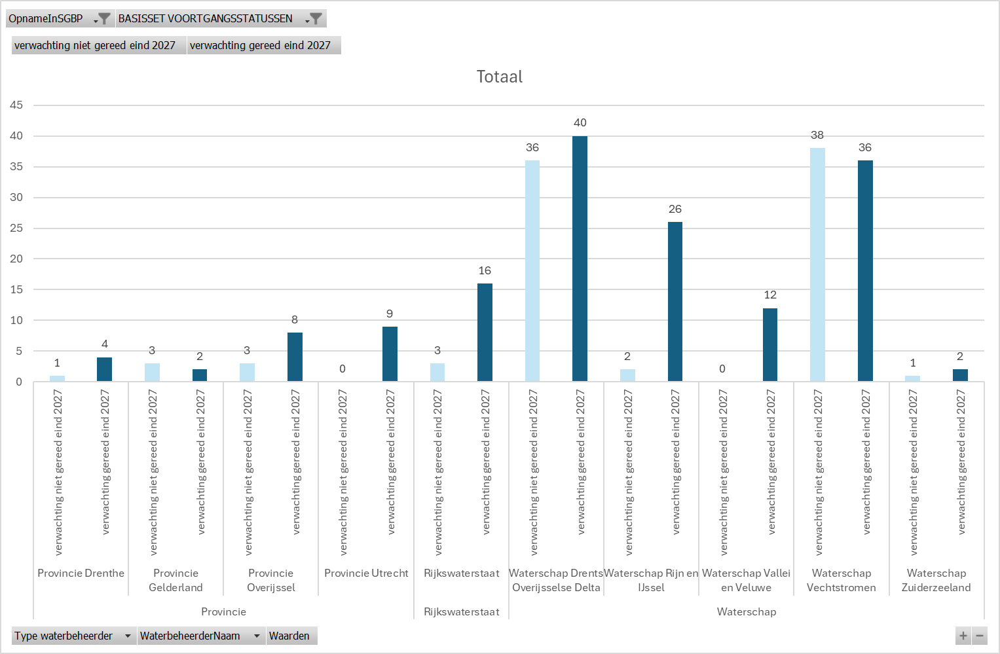 OpnameInSGBP
BASISSET VOORTGANGSSTATUSSEN
verwachting niet gereed eind 2027
verwachting gereed eind 2027
Totaal
45
40
35
30
25
20
15
10
5
0
1
4
3
2
3
8
0
9
3
16
36
40
2
26
0
12
38
36
1
2
verwachting niet gereed eind 2027
verwachting gereed eind 2027
verwachting niet gereed eind 2027
verwachting gereed eind 2027
verwachting niet gereed eind 2027
verwachting gereed eind 2027
verwachting niet gereed eind 2027
verwachting gereed eind 2027
verwachting niet gereed eind 2027
verwachting gereed eind 2027
verwachting niet gereed eind 2027
verwachting gereed eind 2027
verwachting niet gereed eind 2027
verwachting gereed eind 2027
verwachting niet gereed eind 2027
verwachting gereed eind 2027
verwachting niet gereed eind 2027
verwachting gereed eind 2027
verwachting niet gereed eind 2027
verwachting gereed eind 2027
Provincie Drenthe
Provincie
Gelderland
Provincie
Overijssel
Provincie Utrecht
Rijkswaterstaat
Waterschap Drents
Overijsselse Delta
Waterschap Rijn en
IJssel
Waterschap Vallei
en Veluwe
Waterschap
Vechtstromen
Waterschap
Zuiderzeeland
Provincie
Rijkswaterstaat
Waterschap
Type waterbeheerder
WaterbeheerderNaam
Waarden
+ −